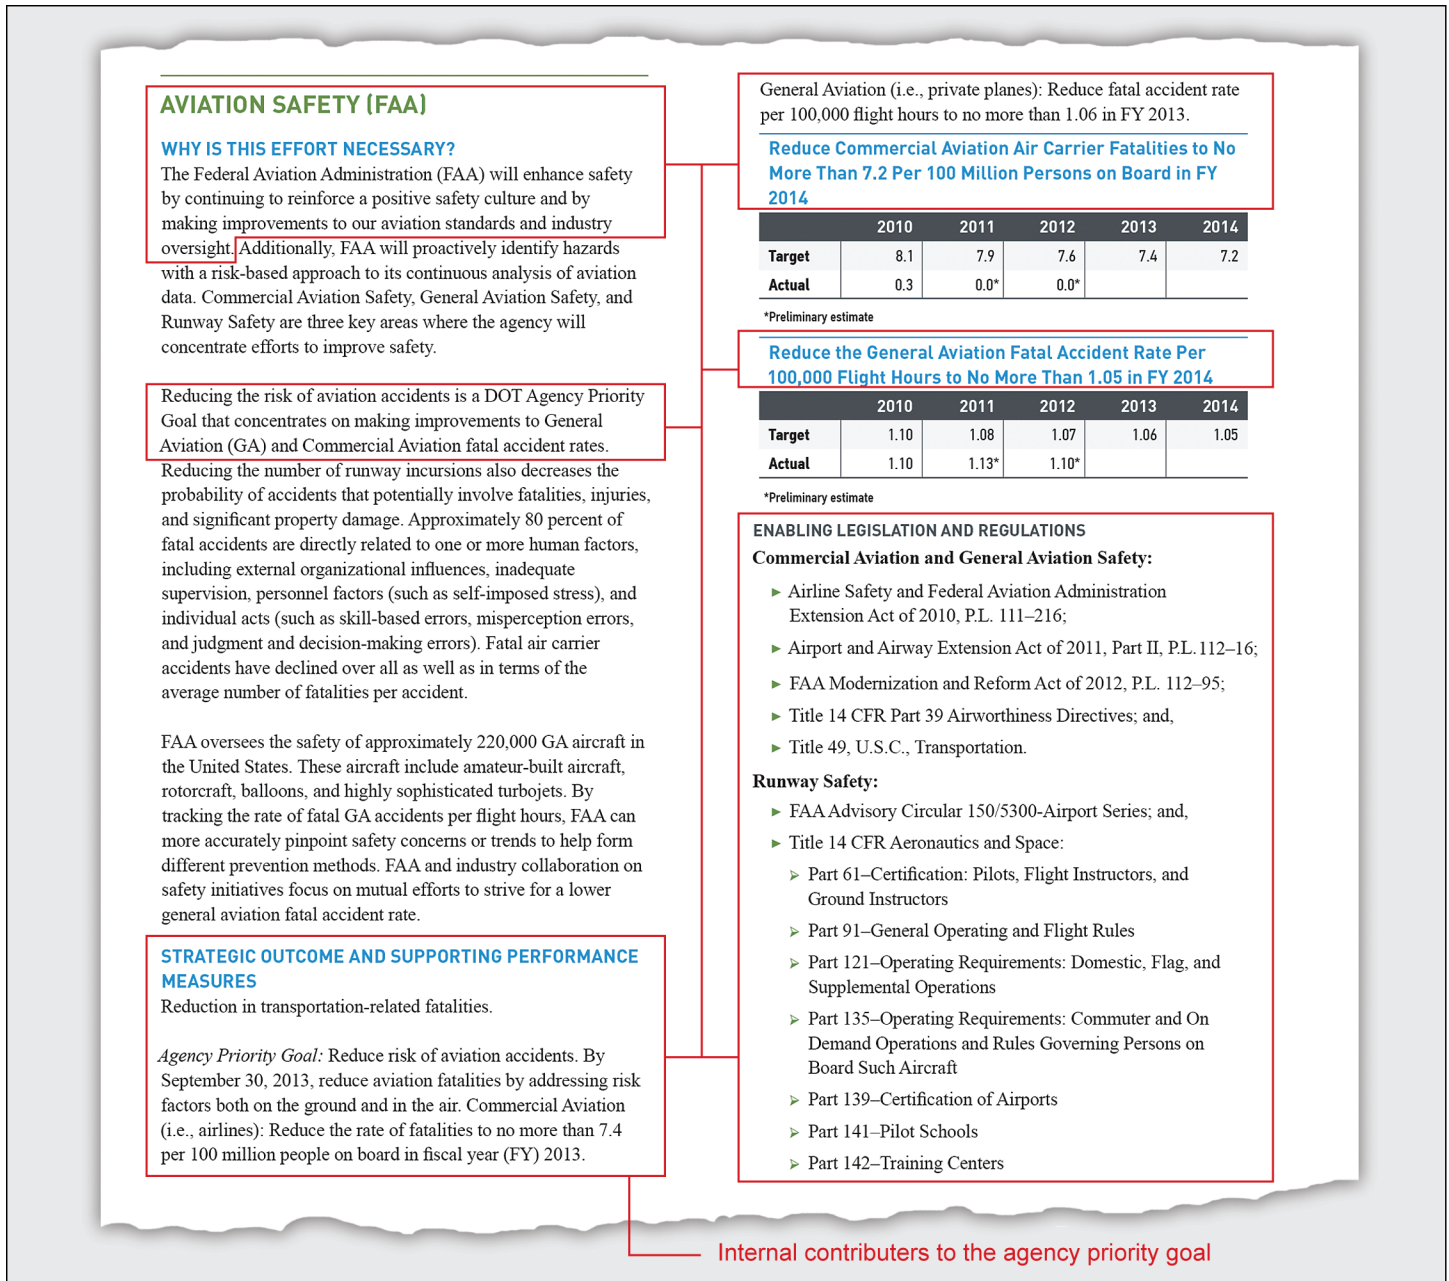 AVIATION SAFETY (FAA)
WHY IS THIS EFFORT NECESSARY?
The Federal Aviation Administration (FAA) will enhance safety
by continuing to reinforce a positive safety culture and by
making improvements to our aviation standards and industry
oversight. Additionally, FAA will proactively identify hazards
with a risk-based approach to its continuous analysis of aviation
data. Commercial Aviation Safety, General Aviation Safety, and
Runway Safety are three key areas where the agency will
concentrate efforts to improve safety.
Reducing the risk of aviation accidents is a DOT Agency Priority
Goal that concentrates on making improvements to General
Aviation (GA) and Commercial Aviation fatal accident rates.
Reducing the number of runway incursions also decreases the
probability of accidents that potentially involve fatalities, injuries,
and significant property damage. Approximately 80 percent of
fatal accidents are directly related to one or more human factors,
including external organizational influences, inadequate
supervision, personnel factors (such as self-imposed stress), and
individual acts (such as skill-based errors, misperception errors,
and judgment and decision-making errors). Fatal air carrier
accidents have declined over all as well as in terms of the
average number of fatalities per accident.
FAA oversees the safety of approximately 220,000 GA aircraft in
the United States. These aircraft include amateur-built aircraft,
rotorcraft, balloons, and highly sophisticated turbojets. By
tracking the rate of fatal GA accidents per flight hours, FAA can
more accurately pinpoint safety concerns or trends to help form
different prevention methods. FAA and industry collaboration on
safety initiatives focus on mutual efforts to strive for a lower
general aviation fatal accident rate.
STRATEGIC OUTCOME AND SUPPORTING PERFORMANCE
MEASURES
Reduction in transportation-related fatalities.
Agency Priority Goal: Reduce risk of aviation accidents. By
September 30, 2013, reduce aviation fatalities by addressing risk
factors both on the ground and in the air. Commercial Aviation
(i.e., airlines): Reduce the rate of fatalities to no more than 7.4
per 100 million people on board in fiscal year (FY) 2013.
General Aviation (i.e., private planes): Reduce fatal accident rate
per 100,000 flight hours to no more than 1.06 in FY 2013.
Reduce Commercial Aviation Air Carrier Fatalities to No
More Than 7.2 Per 100 Million Persons on Board in FY
2014
2010 2011 2012 2013 2014
Target 8.1 7.9 7.6 7.4 7.2
Actual 0.3 0.0* 0.0*
*Preliminary estimate
Reduce the General Aviation Fatal Accident Rate Per
100,000 Flight Hours to No More Than 1.05 in FY 2014
2010 2011 2012 2013 2014
Target 1.10 1.08 1.07 1.06 1.05
Actual 1.10 1.13* 1.10*
*Preliminary estimate
ENABLING LEGISLATION AND REGULATIONS
Commercial Aviation and General Aviation Safety:
► Airline Safety and Federal Aviation Administration
Extension Act of 2010, P.L. 111–216;
► Airport and Airway Extension Act of 2011, Part II, P.L. 112–16;
► FAA Modernization and Reform Act of 2012, P.L. 112–95;
► Title 14 CFR Part 39 Airworthiness Directives; and,
► Title 49, U.S.C., Transportation.
Runway Safety:
► FAA Advisory Circular 150/5300-Airport Series; and,
► Title 14 CFR Aeronautics and Space:
➢ Part 61–Certification: Pilots, Flight Instructors, and
Ground Instructors
➢ Part 91–General Operating and Flight Rules
➢ Part 121–Operating Requirements: Domestic, Flag, and
Supplemental Operations
➢ Part 135–Operating Requirements: Commuter and On
Demand Operations and Rules Governing Persons on
Board Such Aircraft
➢ Part 139–Certification of Airports
➢ Part 141–Pilot Schools
➢ Part 142–Training Centers
Internal contributers to the agency priority goal